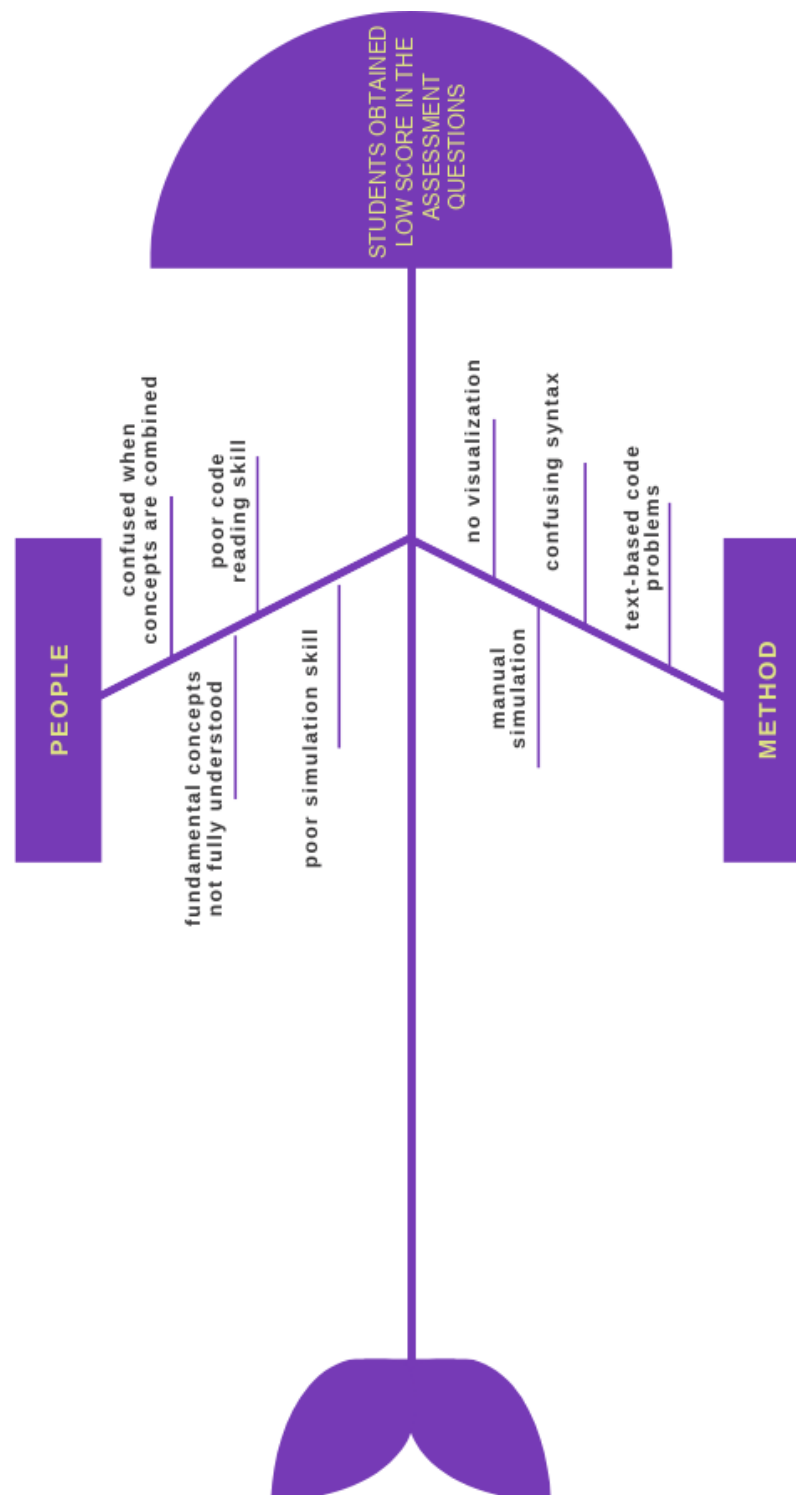 STUDENTS OBTAINED
LOW SCORE IN THE
ASSESSMENT
QUESTIONS
PEOPLE
confused when
concepts are combined
poor code
reading skill
fundamental concepts
not fully understood
poor simulation skill
no visualization
confusing syntax
text-based code
problems
manual
simulation
METHOD